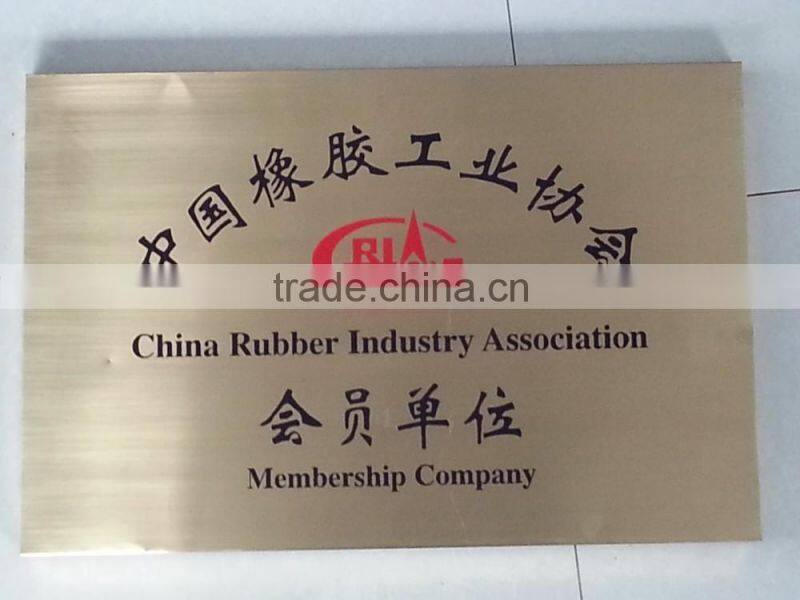 中国橡胶工业协会
CRIA
trade.china.cn
China Rubber Industry Association
会员单位
Membership Company